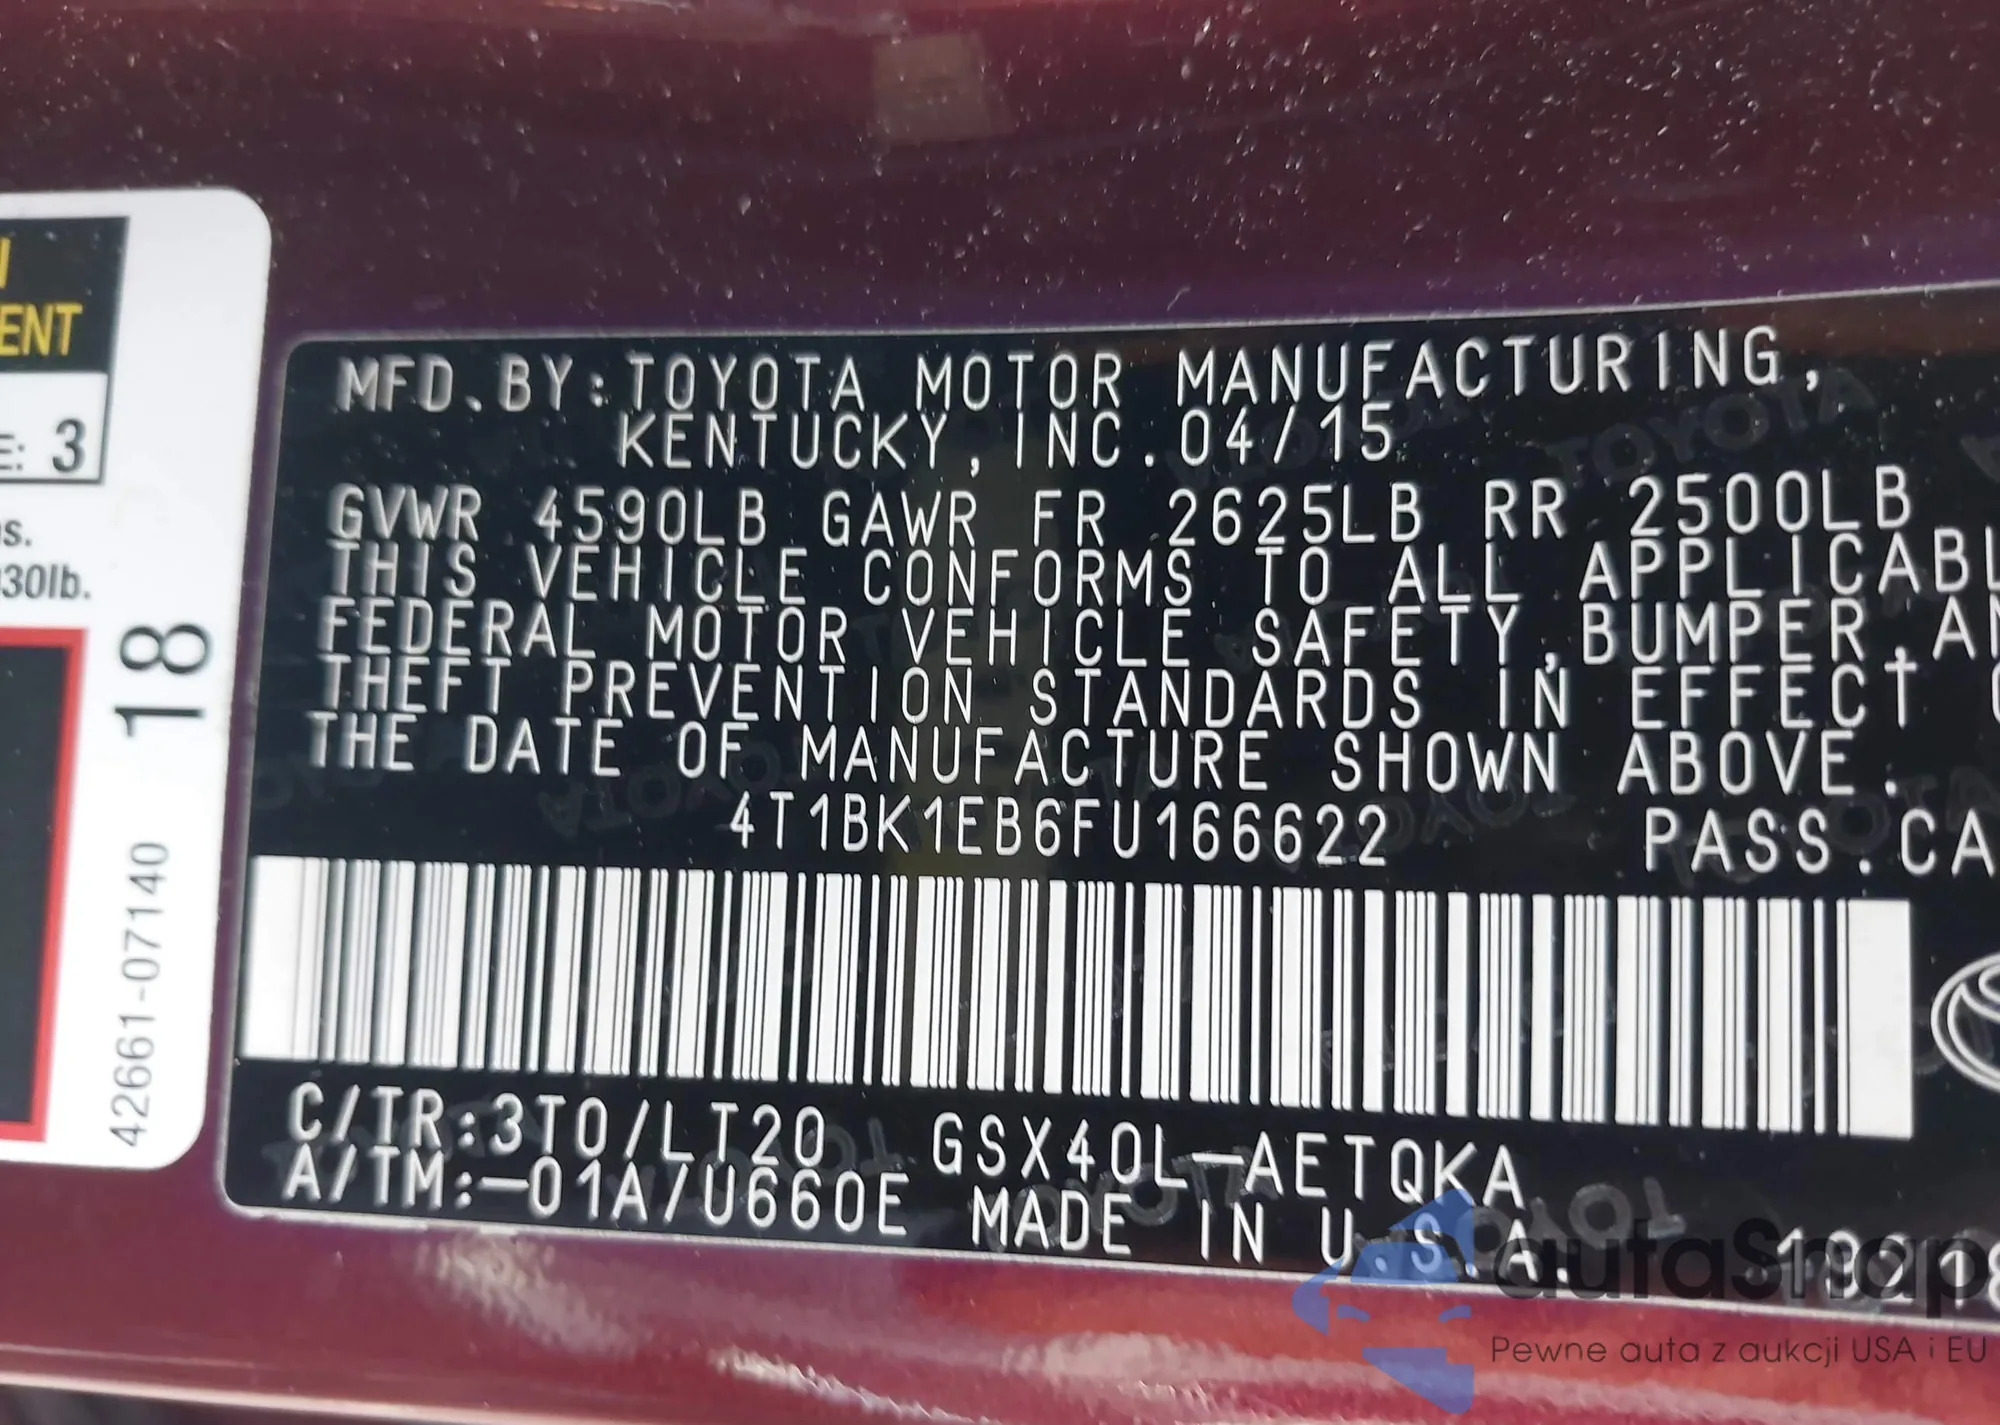 ENT
E: 3
s.
30lb.
18
42661-07140
MFD.BY:TOYOTA MOTOR MANUFACTURING,
KENTUCKY, INC. 04/15
GVWR 4590LB GAWR FR 2625LB RR 2500LB
THIS VEHICLE CONFORMS TO ALL APPLICABL
FEDERAL MOTOR VEHICLE SAFETY,BUMPER,AN
THEFT PREVENTION STANDARDS IN EFFECT O
THE DATE OF MANUFACTURE SHOWN ABOVE.
4T1BK1EB6FU166622 PASS.CA
C/TR:3T0/LT20 GSX40L-AETQKA
A/TM:-01A/U660E MADE IN U.S.A.
autaSnap
Pewne auta z aukcji USA i EU